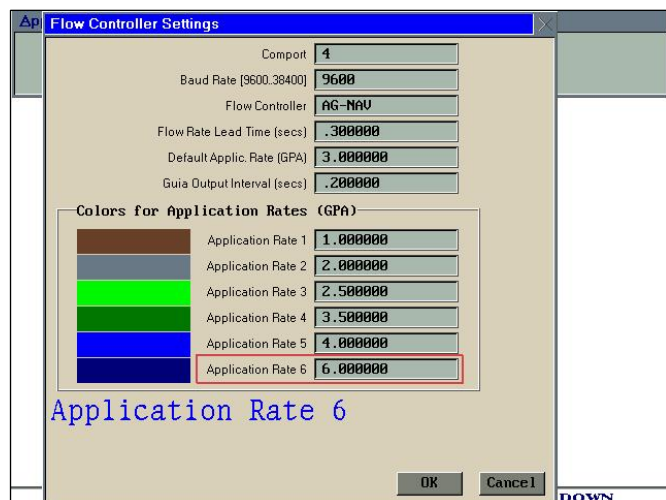 Ap
Flow Controller Settings
Comport 4
Baud Rate [9600..38400] 9600
Flow Controller AG-NAV
Flow Rate Lead Time (secs) .300000
Default Applic. Rate (GPA) 3.000000
Guia Output Interval (secs) .200000
Colors for Application Rates (GPA)
Application Rate 1 1.000000
Application Rate 2 2.000000
Application Rate 3 2.500000
Application Rate 4 3.500000
Application Rate 5 4.000000
Application Rate 6 6.000000
Application Rate 6
OK Cancel
DOWN